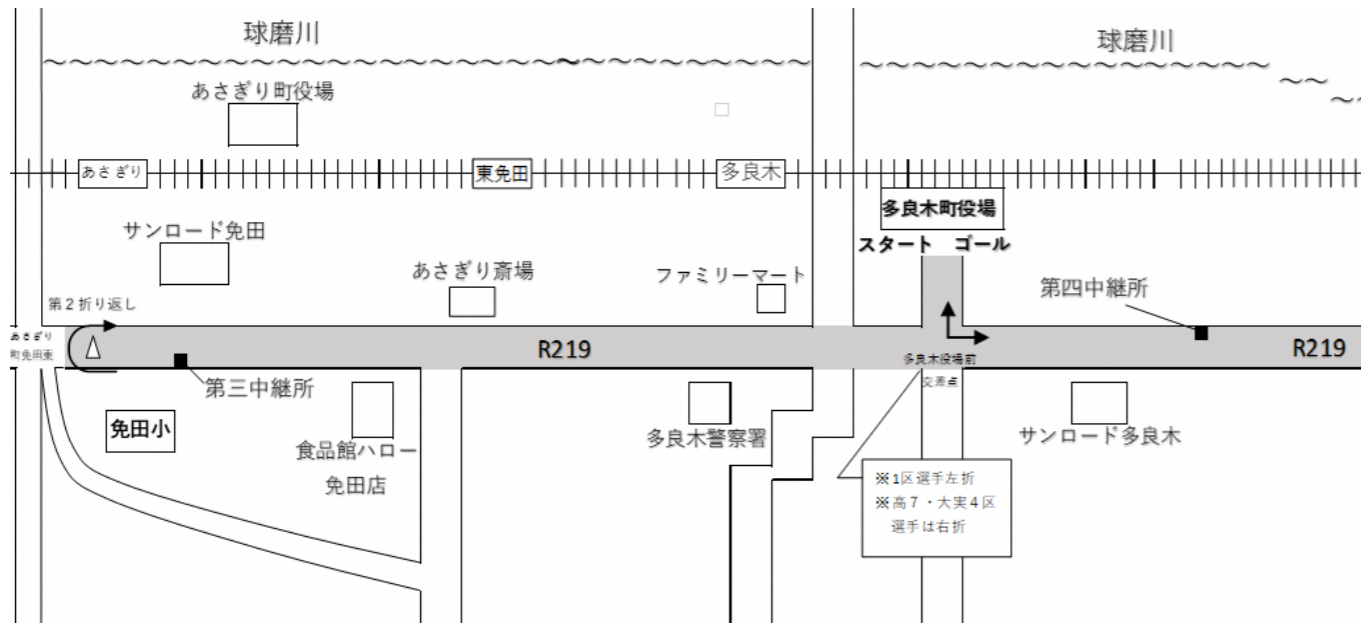 球磨川
球磨川
あさぎり町役場
あさぎり
東免田
多良木
多良木町役場
スタート ゴール
サンロード免田
あさぎり斎場
ファミリーマート
第四中継所
第2折り返し
あさぎり
町免田東
R219
R219
多良木役場前
交差点
第三中継所
免田小
食品館ハロー
免田店
多良木警察署
サンロード多良木
※1区選手左折
※高7・大実4区
選手は右折